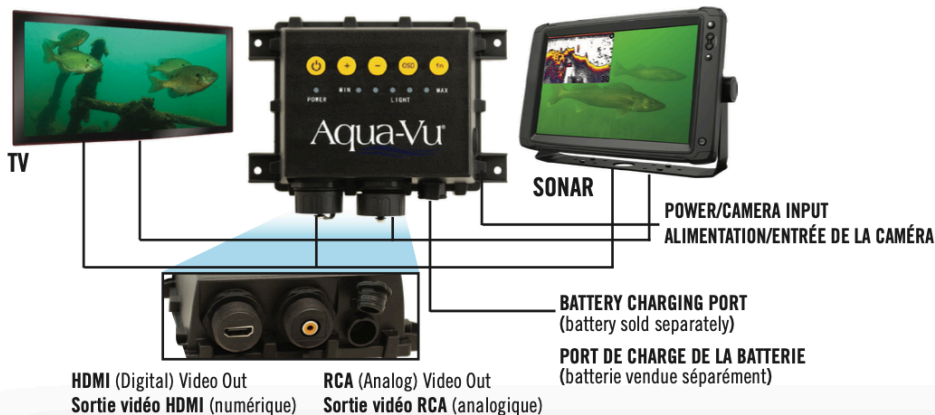 OSD
fn
POWER
MIN
LIGHT
MAX
Aqua-Vu®
TV
SONAR
POWER/CAMERA INPUT
ALIMENTATION/ENTRÉE DE LA CAMÉRA
BATTERY CHARGING PORT
(battery sold separately)
PORT DE CHARGE DE LA BATTERIE
(batterie vendue séparément)
HDMI (Digital) Video Out
Sortie vidéo HDMI (numérique)
RCA (Analog) Video Out
Sortie vidéo RCA (analogique)